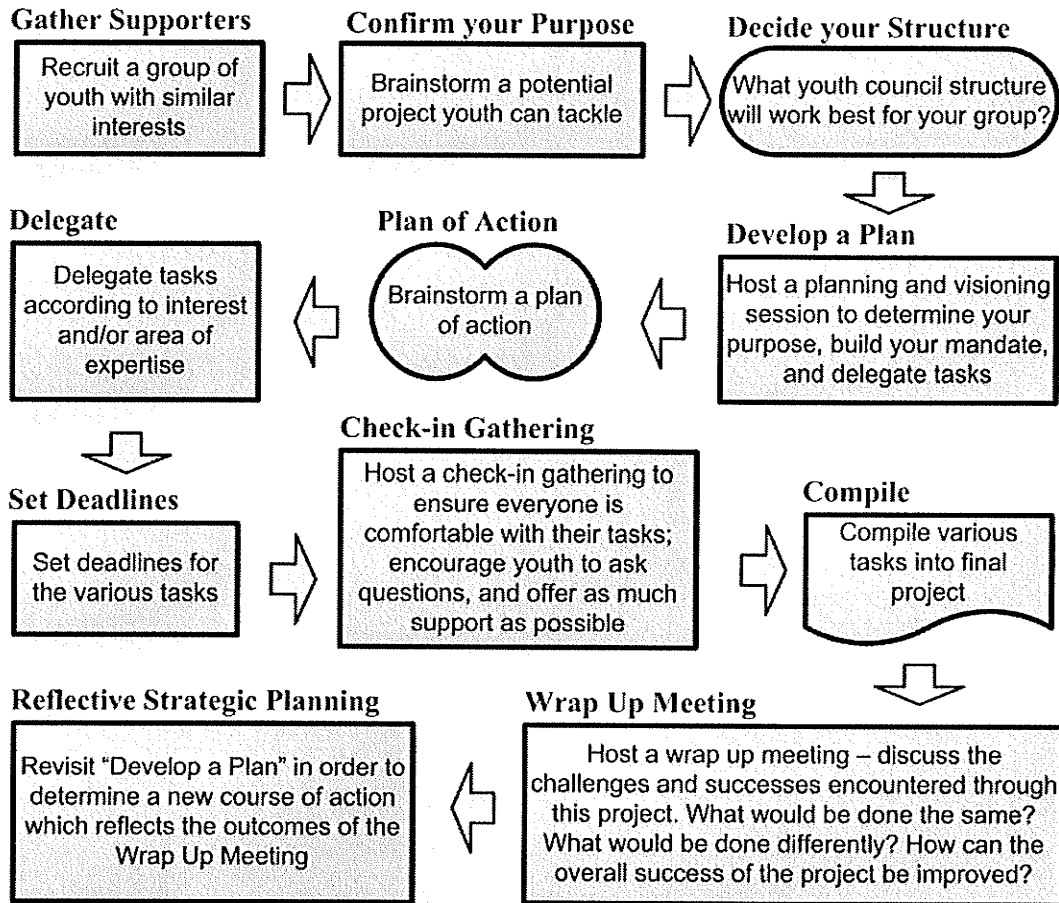 Gather Supporters
Recruit a group of
youth with similar
interests
Confirm your Purpose
Brainstorm a potential
project youth can tackle
Decide your Structure
What youth council structure
will work best for your group?
Develop a Plan
Host a planning and visioning
session to determine your
purpose, build your mandate,
and delegate tasks
Plan of Action
Brainstorm a plan
of action
Delegate
Delegate tasks
according to interest
and/or area of
expertise
Set Deadlines
Set deadlines for
the various tasks
Check-in Gathering
Host a check-in gathering to
ensure everyone is
comfortable with their tasks;
encourage youth to ask
questions, and offer as much
support as possible
Compile
Compile various
tasks into final
project
Wrap Up Meeting
Host a wrap up meeting – discuss the
challenges and successes encountered through
this project. What would be done the same?
What would be done differently? How can the
overall success of the project be improved?
Reflective Strategic Planning
Revisit “Develop a Plan” in order to
determine a new course of action
which reflects the outcomes of the
Wrap Up Meeting